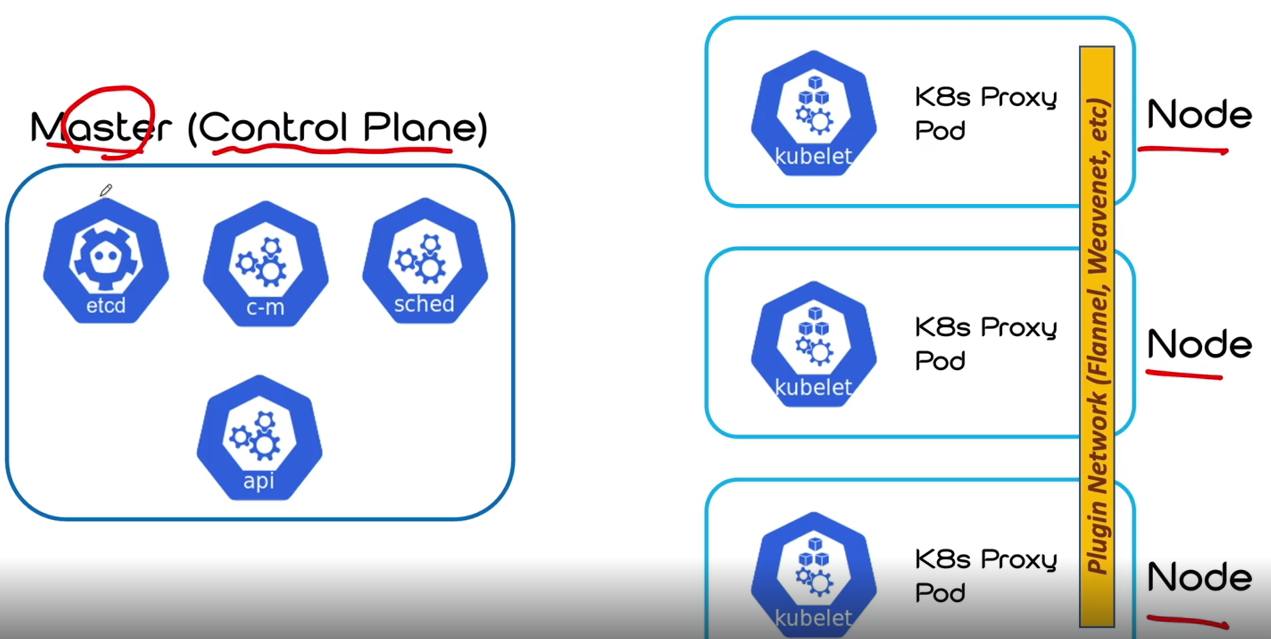 Master (Control Plane)
etcd
c-m
sched
api
kubelet
K8s Proxy
Pod
Node
kubelet
K8s Proxy
Pod
Node
kubelet
K8s Proxy
Pod
Node
Plugin Network (Flannel, Weavenet, etc)